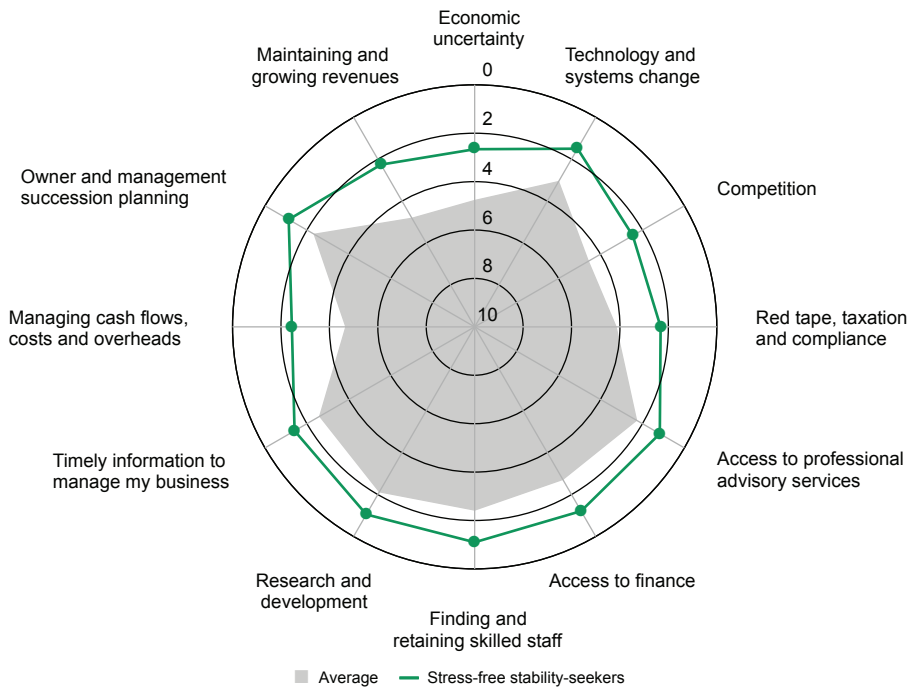 Economic
uncertainty
Technology and
systems change
Competition
Red tape, taxation
and compliance
Access to professional
advisory services
Access to finance
Finding and
retaining skilled staff
Research and
development
Timely information to
manage my business
Managing cash flows,
costs and overheads
Owner and management
succession planning
Maintaining and
growing revenues
0
2
4
6
8
10
Average
Stress-free stability-seekers